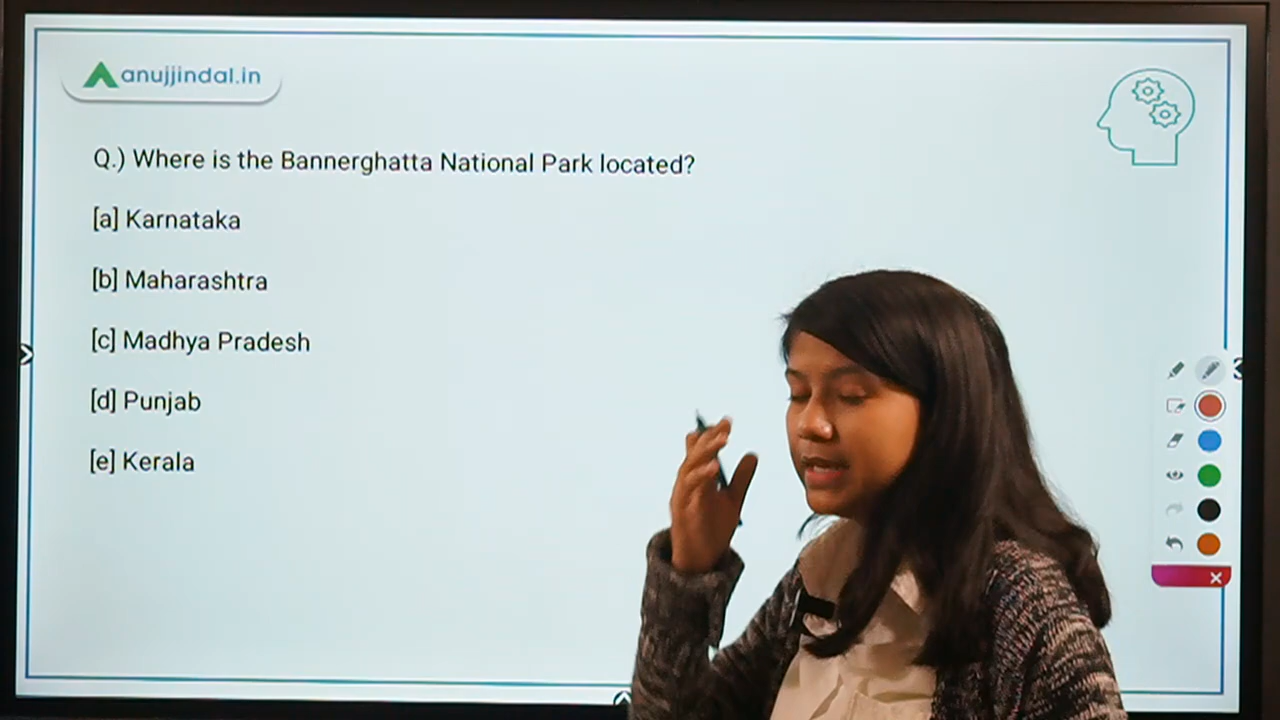 anujjindal.in
Q.) Where is the Bannerghatta National Park located?
[a] Karnataka
[b] Maharashtra
[c] Madhya Pradesh
[d] Punjab
[e] Kerala